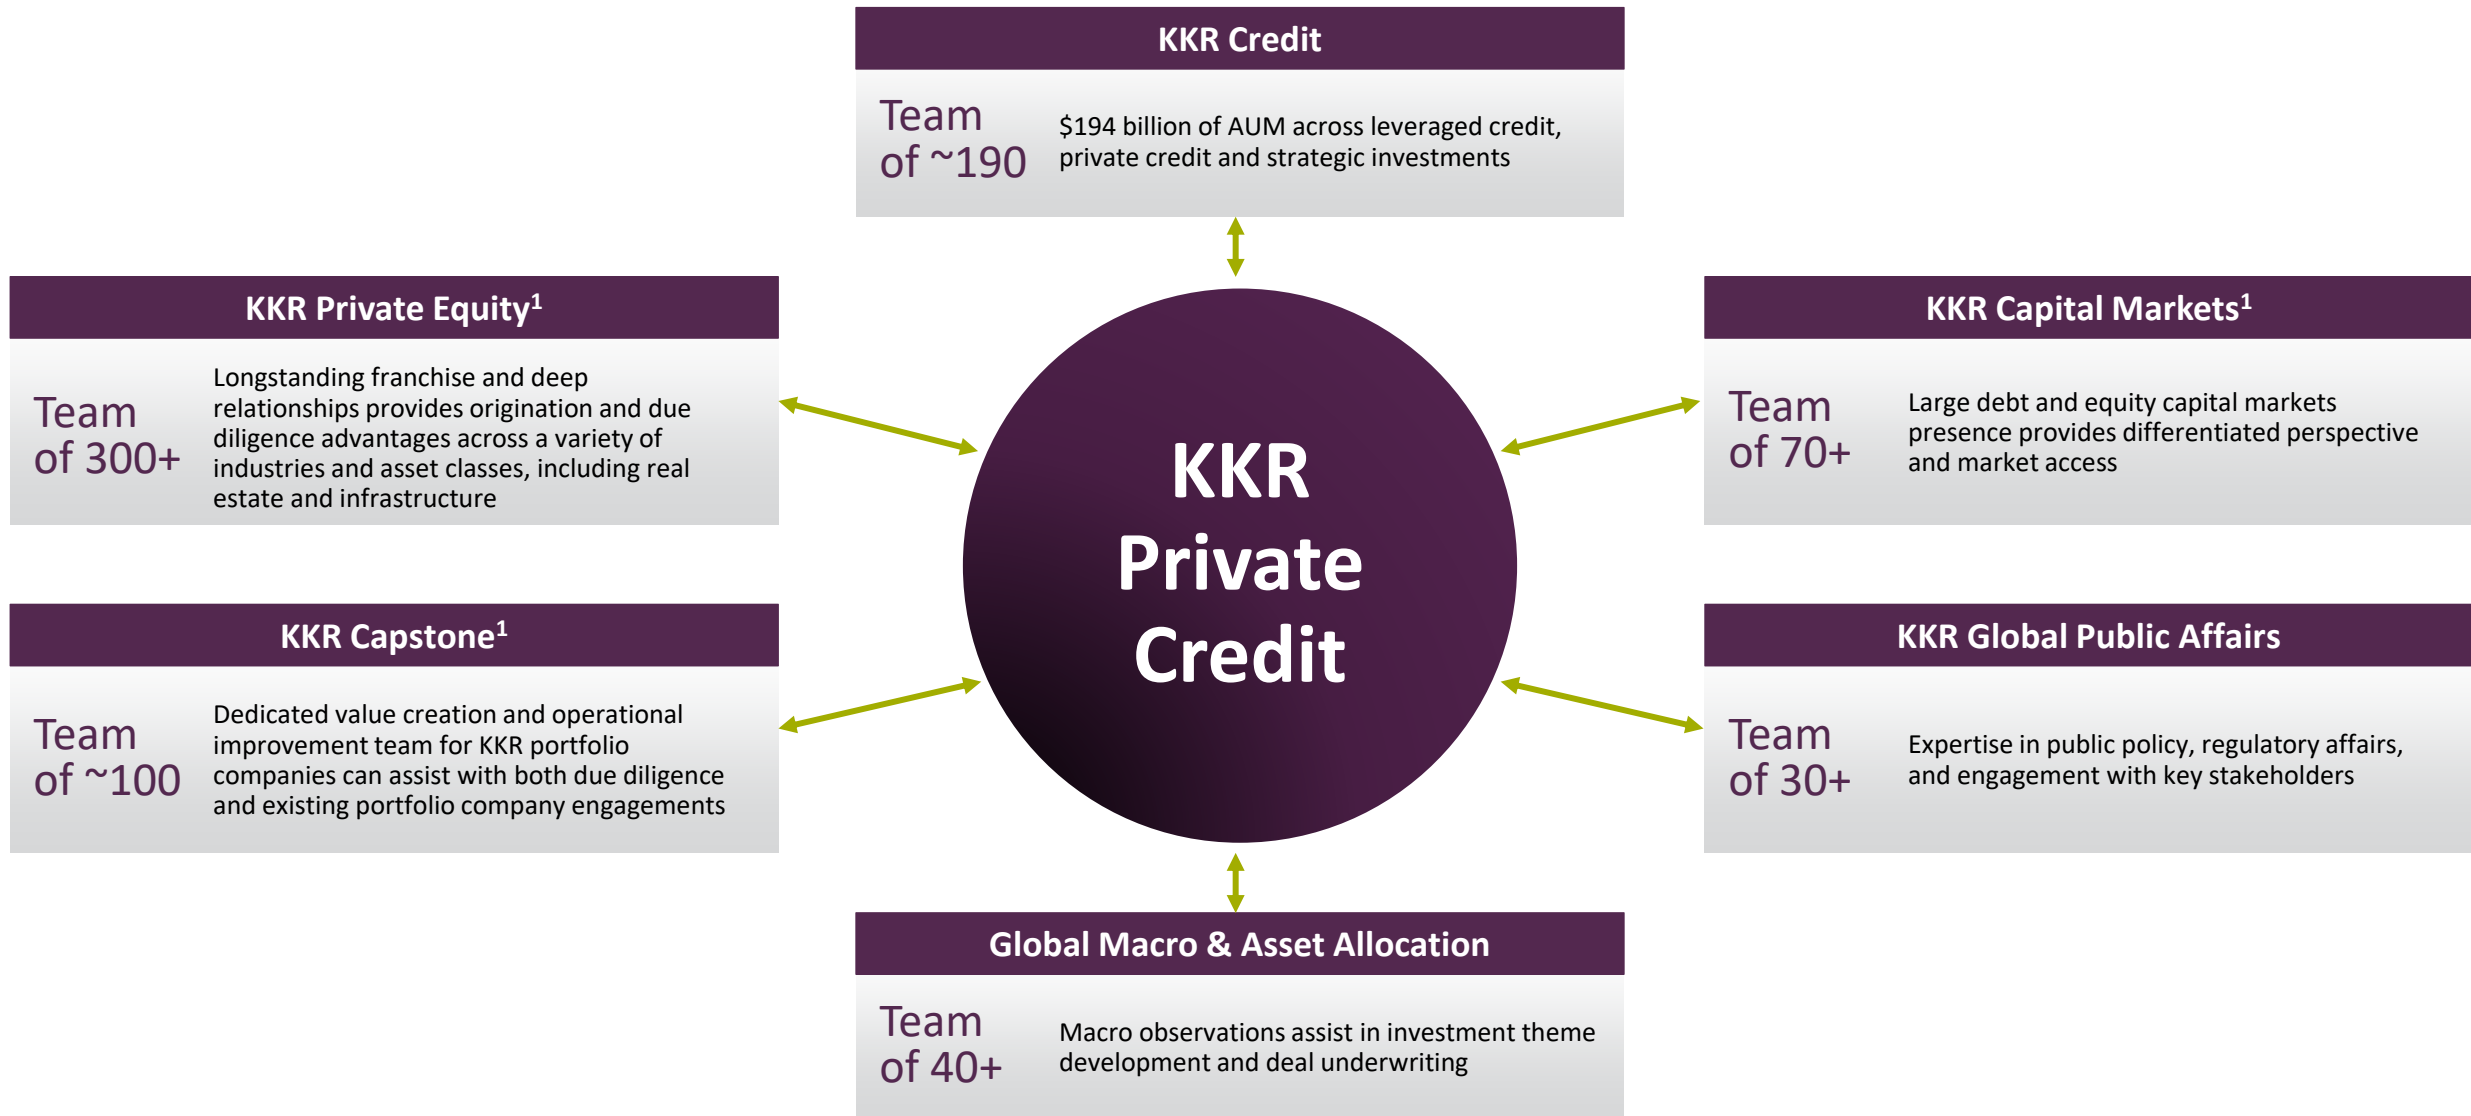 KKR Credit
Team
of ~190
$194 billion of AUM across leveraged credit,
private credit and strategic investments
KKR Private Equity¹
Team
of 300+
Longstanding franchise and deep
relationships provides origination and due
diligence advantages across a variety of
industries and asset classes, including real
estate and infrastructure
KKR Capital Markets¹
Team
of 70+
Large debt and equity capital markets
presence provides differentiated perspective
and market access
KKR
Private
Credit
KKR Capstone¹
Team
of ~100
Dedicated value creation and operational
improvement team for KKR portfolio
companies can assist with both due diligence
and existing portfolio company engagements
KKR Global Public Affairs
Team
of 30+
Expertise in public policy, regulatory affairs,
and engagement with key stakeholders
Global Macro & Asset Allocation
Team
of 40+
Macro observations assist in investment theme
development and deal underwriting